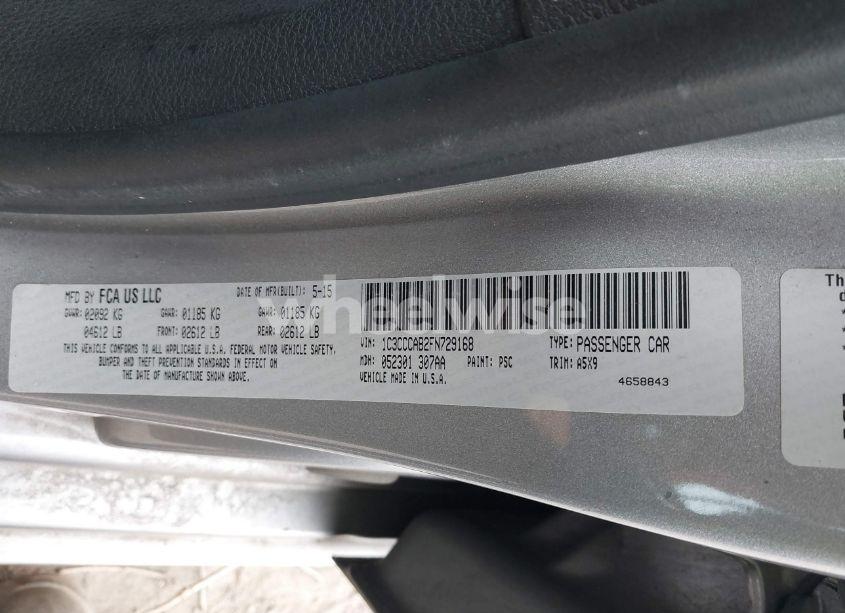 MFD BY FCA US LLC DATE OF MFR(BUILT): 5-15
GVWR: 02092 KG GAWR: 01185 KG GAWR: 01185 KG
04612 LB FRONT: 02612 LB REAR: 02612 LB
THIS VEHICLE CONFORMS TO ALL APPLICABLE U.S.A. FEDERAL MOTOR VEHICLE SAFETY,
BUMPER AND THEFT PREVENTION STANDARDS IN EFFECT ON
THE DATE OF MANUFACTURE SHOWN ABOVE.
VIN: 1C3CCCAB2FN729168 TYPE: PASSENGER CAR
MDH: 052301 307AA PAINT: PSC TRIM: A5X9
VEHICLE MADE IN U.S.A.
4658843
wheelwise
Th
d